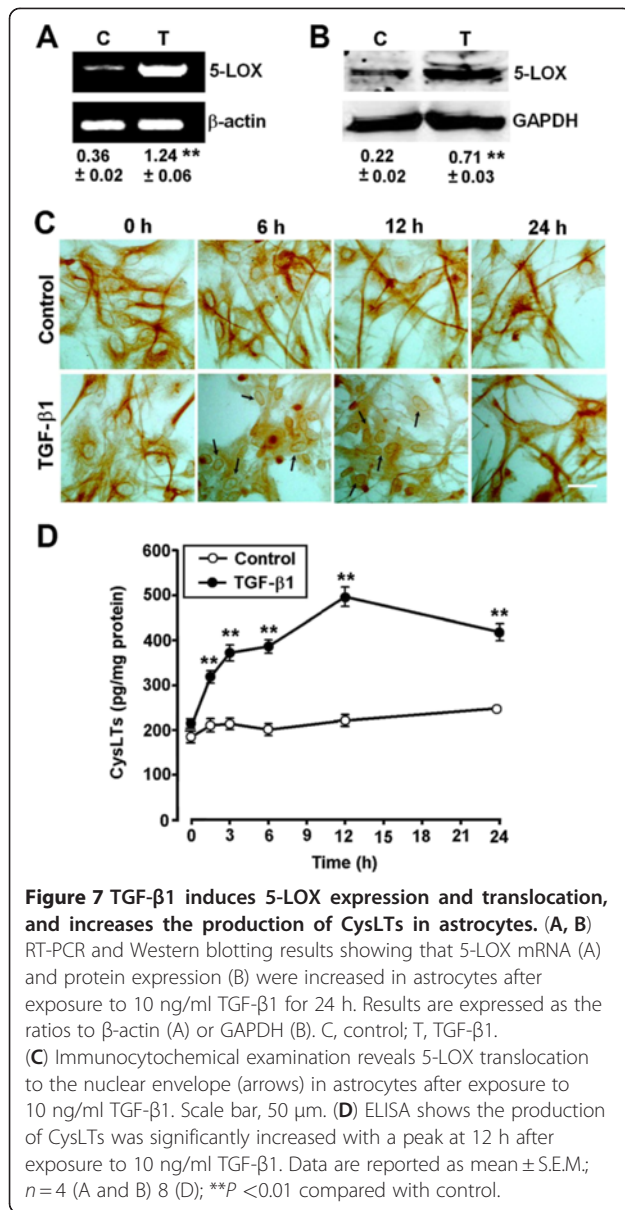 A
C T
5-LOX
β-actin
0.36 1.24 **
± 0.02 ± 0.06
B
C T
5-LOX
GAPDH
0.22 0.71 **
± 0.02 ± 0.03
C
0 h 6 h 12 h 24 h
Control
TGF-β1
D
600
500
400
300
200
100
0
CysLTs (pg/mg protein)
Control
TGF-β1
** ** ** ** **
0 3 6 9 12 15 18 21 24
Time (h)
Figure 7 TGF-β1 induces 5-LOX expression and translocation,
and increases the production of CysLTs in astrocytes. (A, B)
RT-PCR and Western blotting results showing that 5-LOX mRNA (A)
and protein expression (B) were increased in astrocytes after
exposure to 10 ng/ml TGF-β1 for 24 h. Results are expressed as the
ratios to β-actin (A) or GAPDH (B). C, control; T, TGF-β1.
(C) Immunocytochemical examination reveals 5-LOX translocation
to the nuclear envelope (arrows) in astrocytes after exposure to
10 ng/ml TGF-β1. Scale bar, 50 μm. (D) ELISA shows the production
of CysLTs was significantly increased with a peak at 12 h after
exposure to 10 ng/ml TGF-β1. Data are reported as mean ± S.E.M.;
n = 4 (A and B) 8 (D); **P <0.01 compared with control.